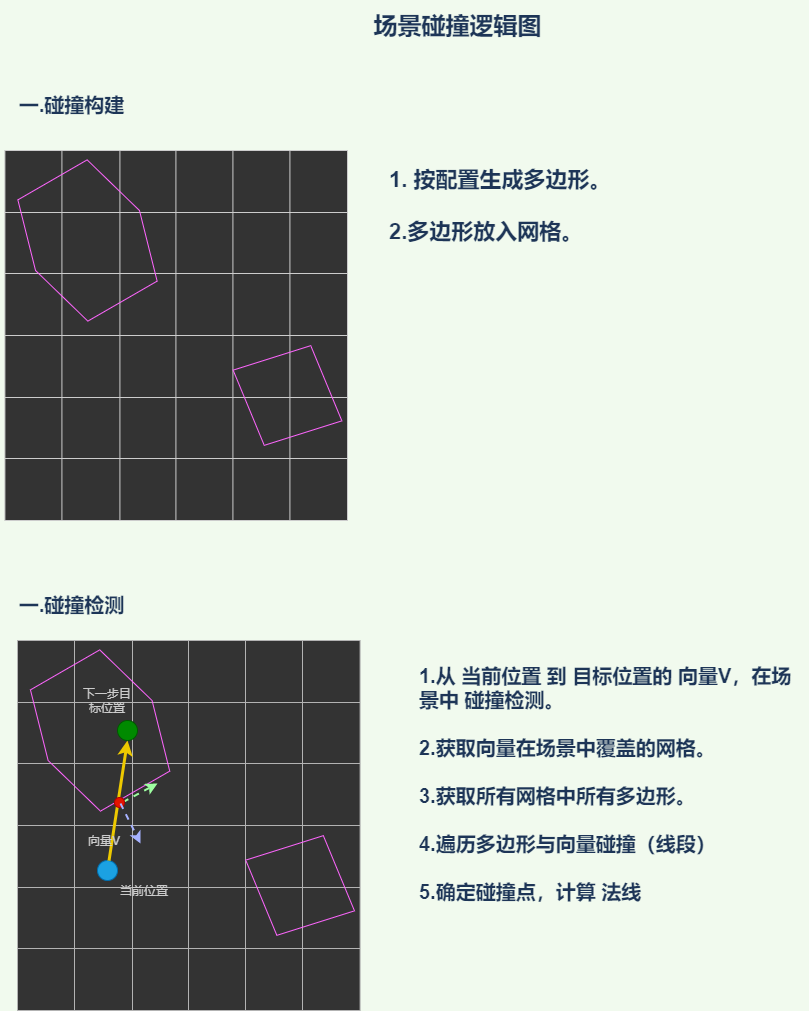 场景碰撞逻辑图
一.碰撞构建
1. 按配置生成多边形。
2.多边形放入网格。
一.碰撞检测
下一步目
标位置
向量V
当前位置
1.从 当前位置 到 目标位置的 向量V，在场
景中 碰撞检测。
2.获取向量在场景中覆盖的网格。
3.获取所有网格中所有多边形。
4.遍历多边形与向量碰撞（线段）
5.确定碰撞点，计算 法线